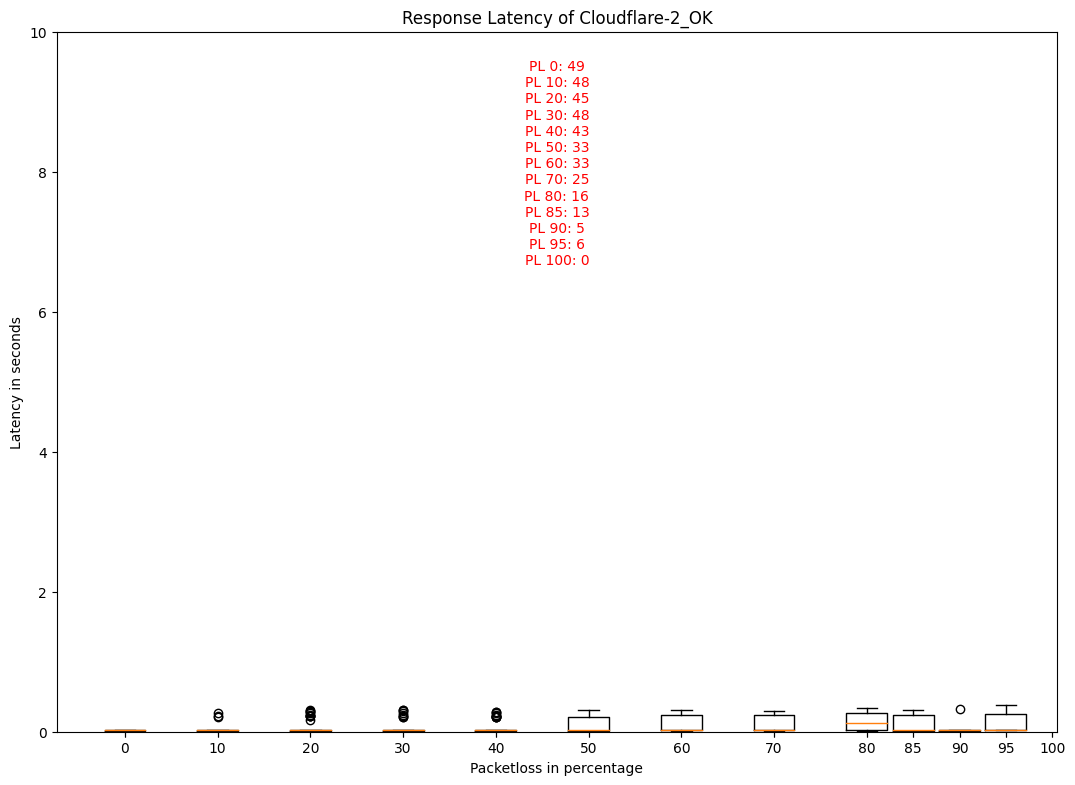 Response Latency of Cloudflare-2_OK
10
8
6
4
2
0
Latency in seconds
PL 0: 49
PL 10: 48
PL 20: 45
PL 30: 48
PL 40: 43
PL 50: 33
PL 60: 33
PL 70: 25
PL 80: 16
PL 85: 13
PL 90: 5
PL 95: 6
PL 100: 0
0 10 20 30 40 50 60 70 80 85 90 95 100
Packetloss in percentage